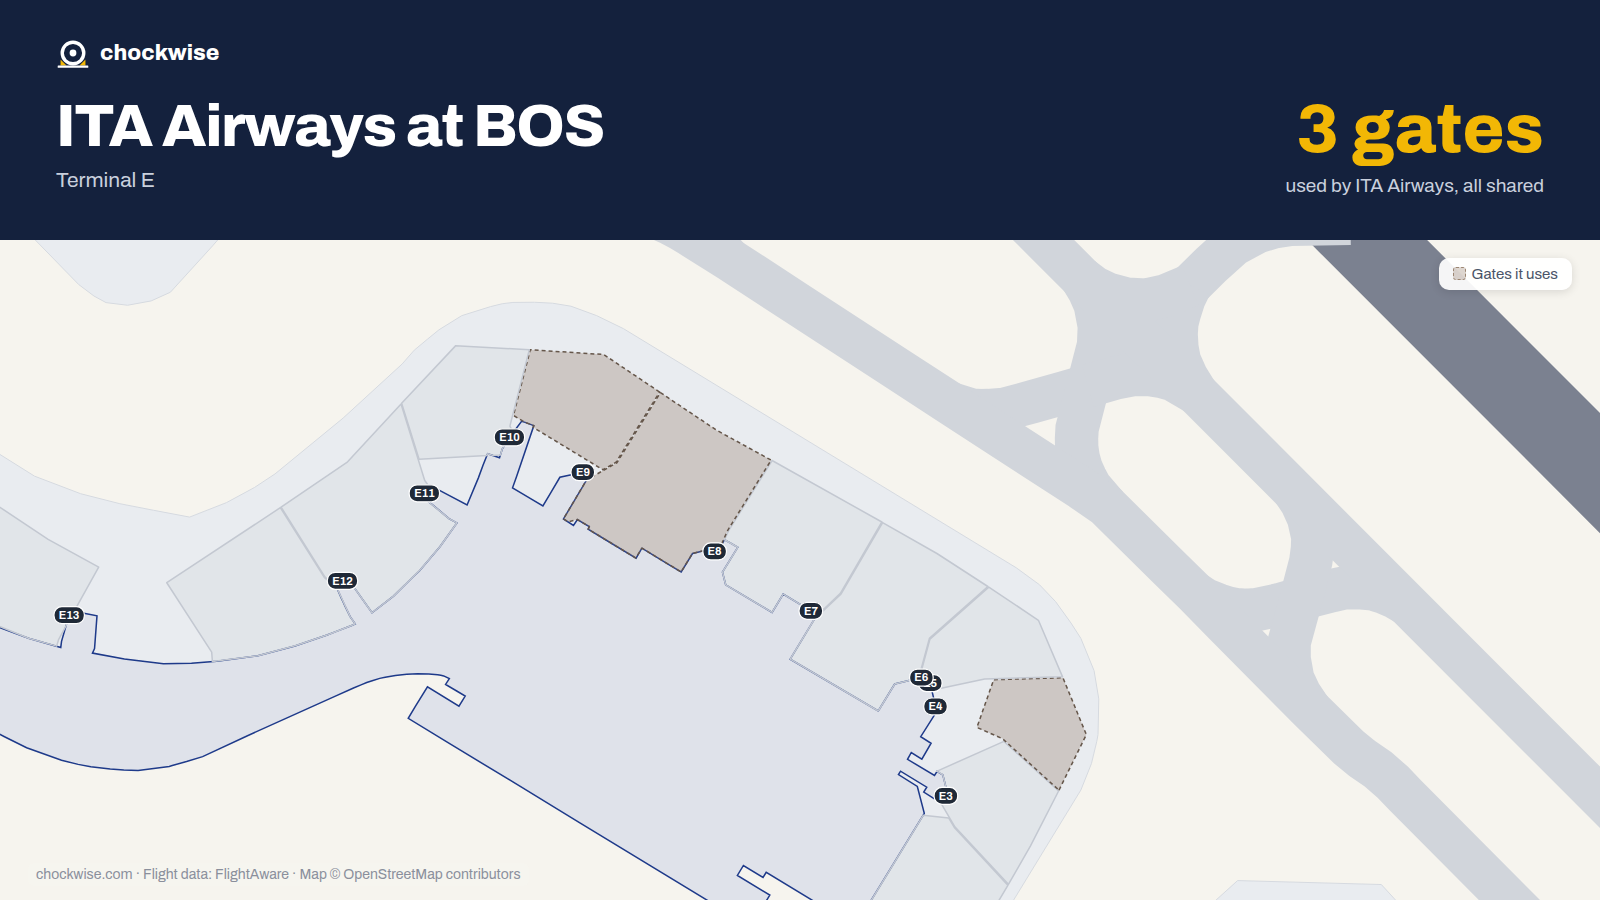 chockwise
ITA Airways at BOS
Terminal E
3 gates
used by ITA Airways, all shared
Gates it uses
E10
E9
E11
E8
E12
E7
E13
E6
E4
E3
chockwise.com · Flight data: FlightAware · Map © OpenStreetMap contributors